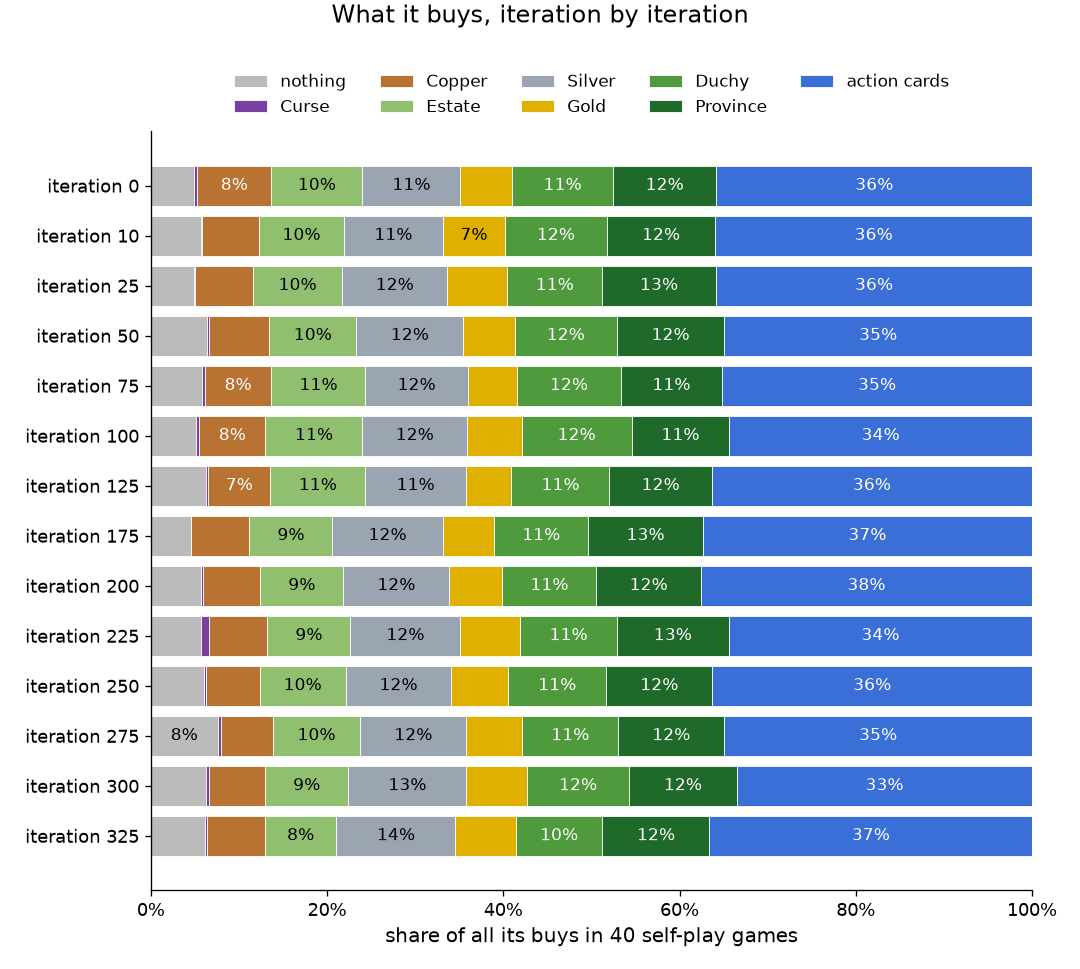 What it buys, iteration by iteration
nothing Copper Silver Duchy action cards
Curse Estate Gold Province
iteration 0 8% 10% 11% 11% 12% 36%
iteration 10 10% 11% 7% 12% 12% 36%
iteration 25 10% 12% 11% 13% 36%
iteration 50 10% 12% 12% 12% 35%
iteration 75 8% 11% 12% 12% 11% 35%
iteration 100 8% 11% 12% 12% 11% 34%
iteration 125 7% 11% 11% 11% 12% 36%
iteration 175 9% 12% 11% 13% 37%
iteration 200 9% 12% 11% 12% 38%
iteration 225 9% 12% 11% 13% 34%
iteration 250 10% 12% 11% 12% 36%
iteration 275 8% 10% 12% 11% 12% 35%
iteration 300 9% 13% 12% 12% 33%
iteration 325 8% 14% 10% 12% 37%
0% 20% 40% 60% 80% 100%
share of all its buys in 40 self-play games